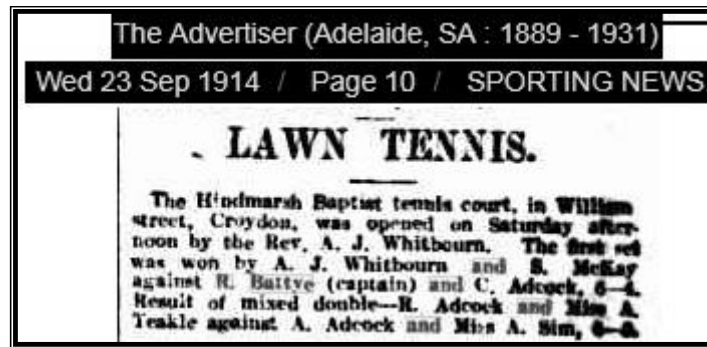 The Advertiser (Adelaide, SA : 1889 - 1931)
Wed 23 Sep 1914 / Page 10 / SPORTING NEWS
LAWN TENNIS.
The Hindmarsh Baptist tennis court, in William
street, Croydon, was opened on Saturday after-
noon by the Rev. A. J. Whitbourn. The first set
was won by A. J. Whitbourn and S. McKay
against R. Battye (captain) and C. Adcock, 6—4.
Result of mixed double—R. Adcock and Miss A.
Teakle against A. Adcock and Miss A. Sim,